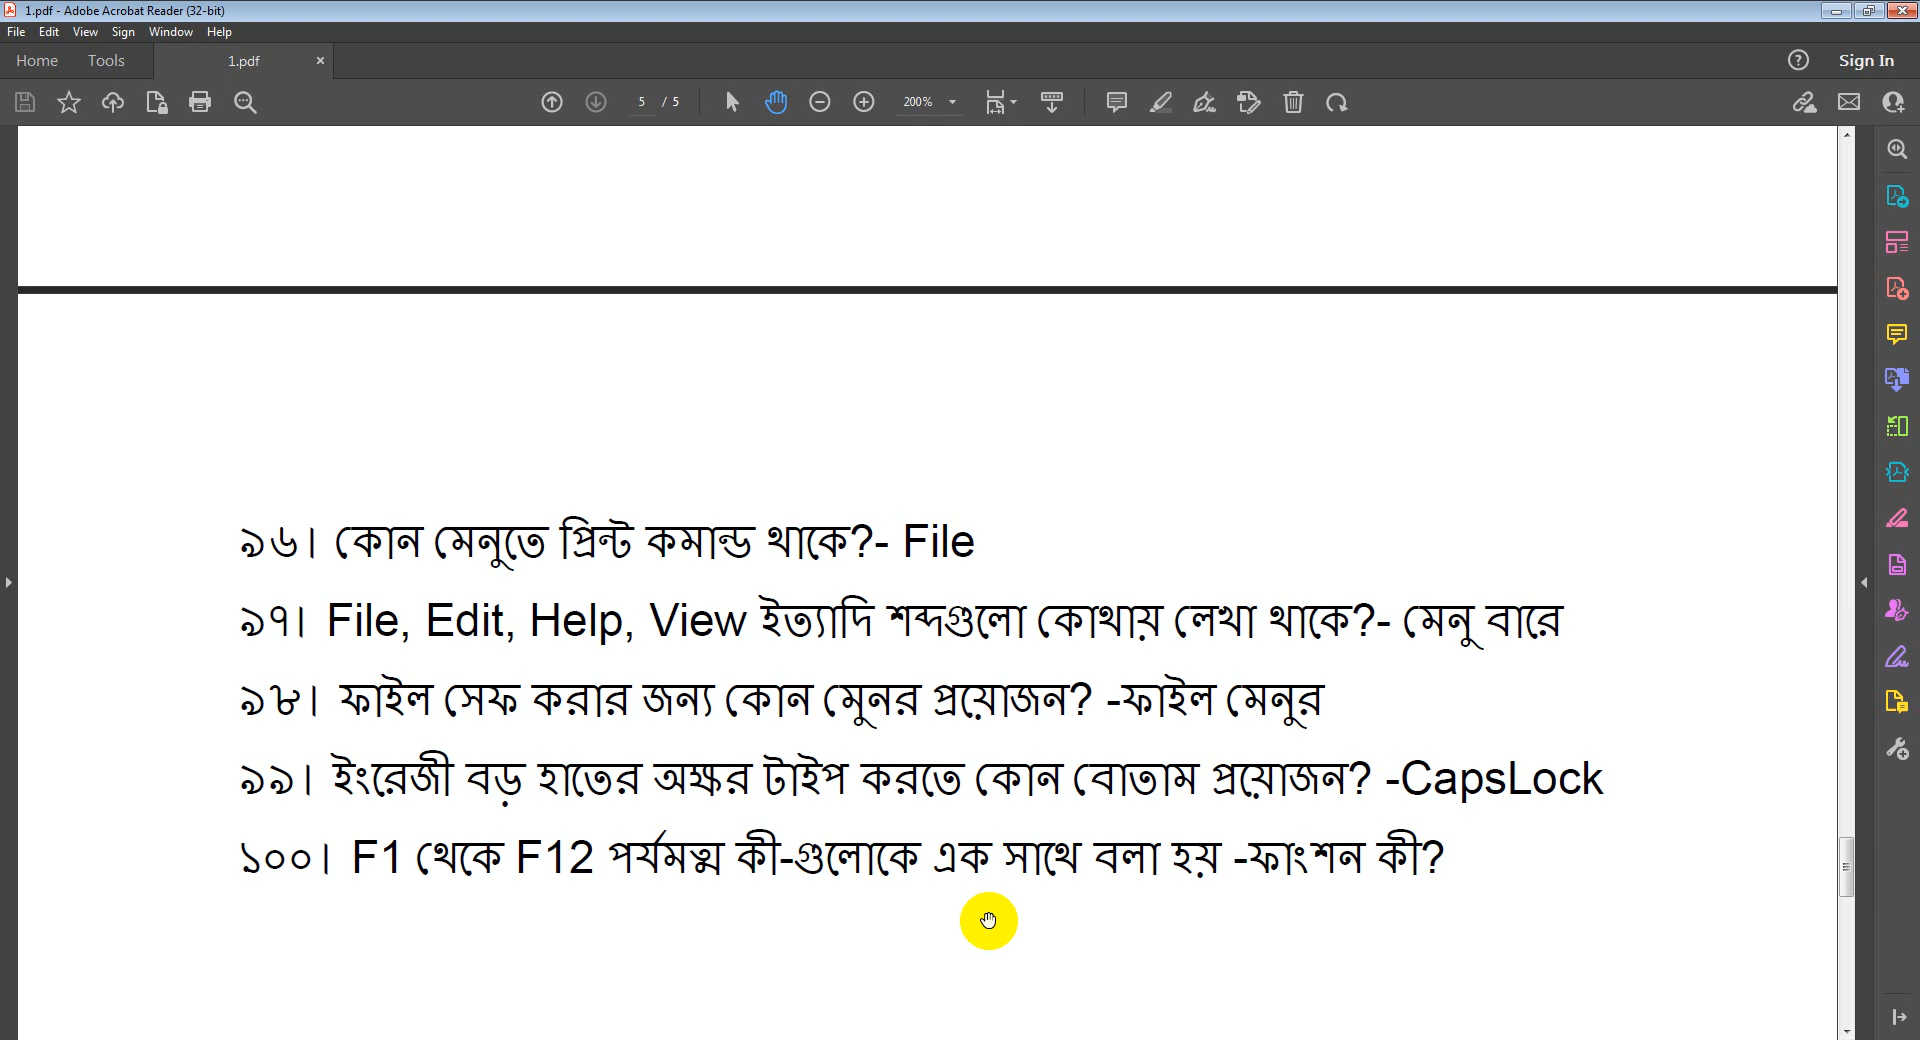 1.pdf - Adobe Acrobat Reader (32-bit)
File Edit View Sign Window Help
Home Tools 1.pdf × ? Sign In
5 / 5 200%
৯৬। কোন মেনুতে প্রিন্ট কমান্ড থাকে?- File
৯৭। File, Edit, Help, View ইত্যাদি শব্দগুলো কোথায় লেখা থাকে?- মেনু বারে
৯৮। ফাইল সেফ করার জন্য কোন মেুনর প্রয়োজন? -ফাইল মেনুর
৯৯। ইংরেজী বড় হাতের অক্ষর টাইপ করতে কোন বোতাম প্রয়োজন? -CapsLock
১০০। F1 থেকে F12 পর্যমত্ম কী-গুলোকে এক সাথে বলা হয় -ফাংশন কী?